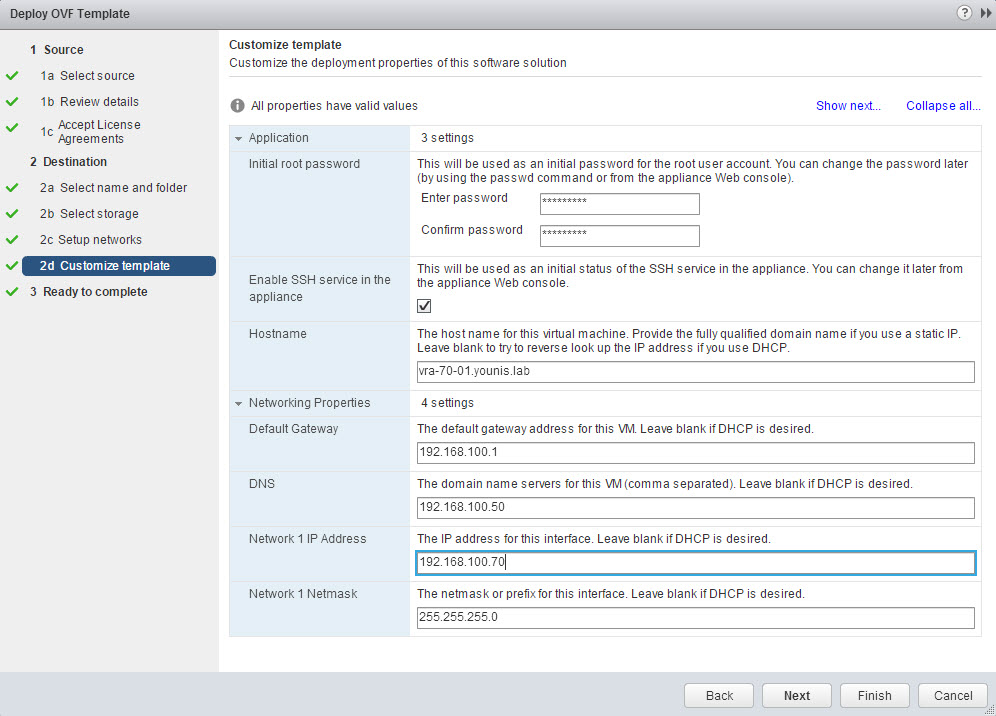 Deploy OVF Template
?
1 Source
1a Select source
1b Review details
1c Accept License
Agreements
2 Destination
2a Select name and folder
2b Select storage
2c Setup networks
2d Customize template
3 Ready to complete
Customize template
Customize the deployment properties of this software solution
All properties have valid values
Show next...
Collapse all...
Application
3 settings
Initial root password
This will be used as an initial password for the root user account. You can change the password later
(by using the passwd command or from the appliance Web console).
Enter password
*********
Confirm password
*********
Enable SSH service in the
appliance
This will be used as an initial status of the SSH service in the appliance. You can change it later from
the appliance Web console.
Hostname
The host name for this virtual machine. Provide the fully qualified domain name if you use a static IP.
Leave blank to try to reverse look up the IP address if you use DHCP.
vra-70-01.younis.lab
Networking Properties
4 settings
Default Gateway
The default gateway address for this VM. Leave blank if DHCP is desired.
192.168.100.1
DNS
The domain name servers for this VM (comma separated). Leave blank if DHCP is desired.
192.168.100.50
Network 1 IP Address
The IP address for this interface. Leave blank if DHCP is desired.
192.168.100.70
Network 1 Netmask
The netmask or prefix for this interface. Leave blank if DHCP is desired.
255.255.255.0
Back
Next
Finish
Cancel